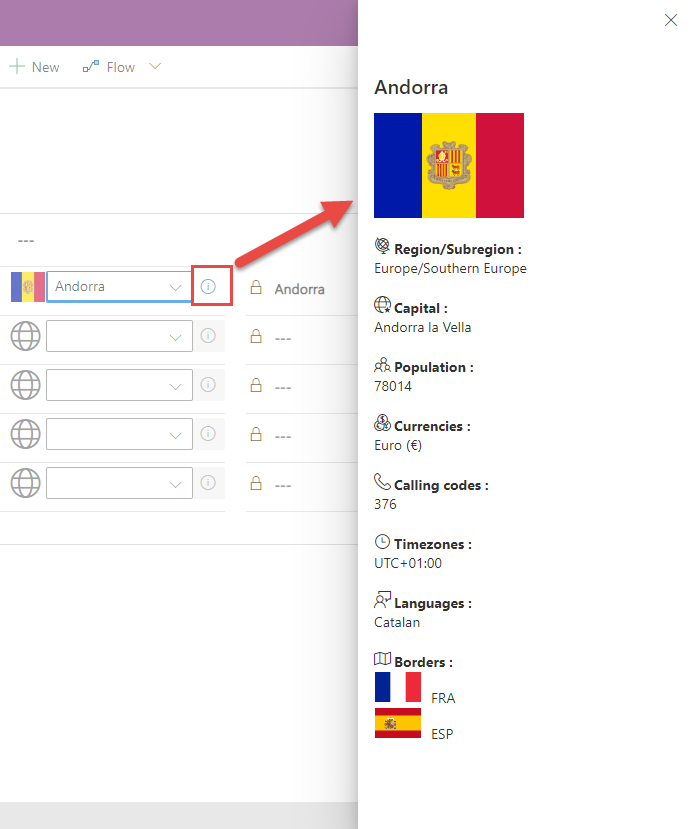 New
Flow
---
Andorra
Andorra
---
---
---
---
Andorra
Region/Subregion :
Europe/Southern Europe
Capital :
Andorra la Vella
Population :
78014
Currencies :
Euro (€)
Calling codes :
376
Timezones :
UTC+01:00
Languages :
Catalan
Borders :
FRA
ESP